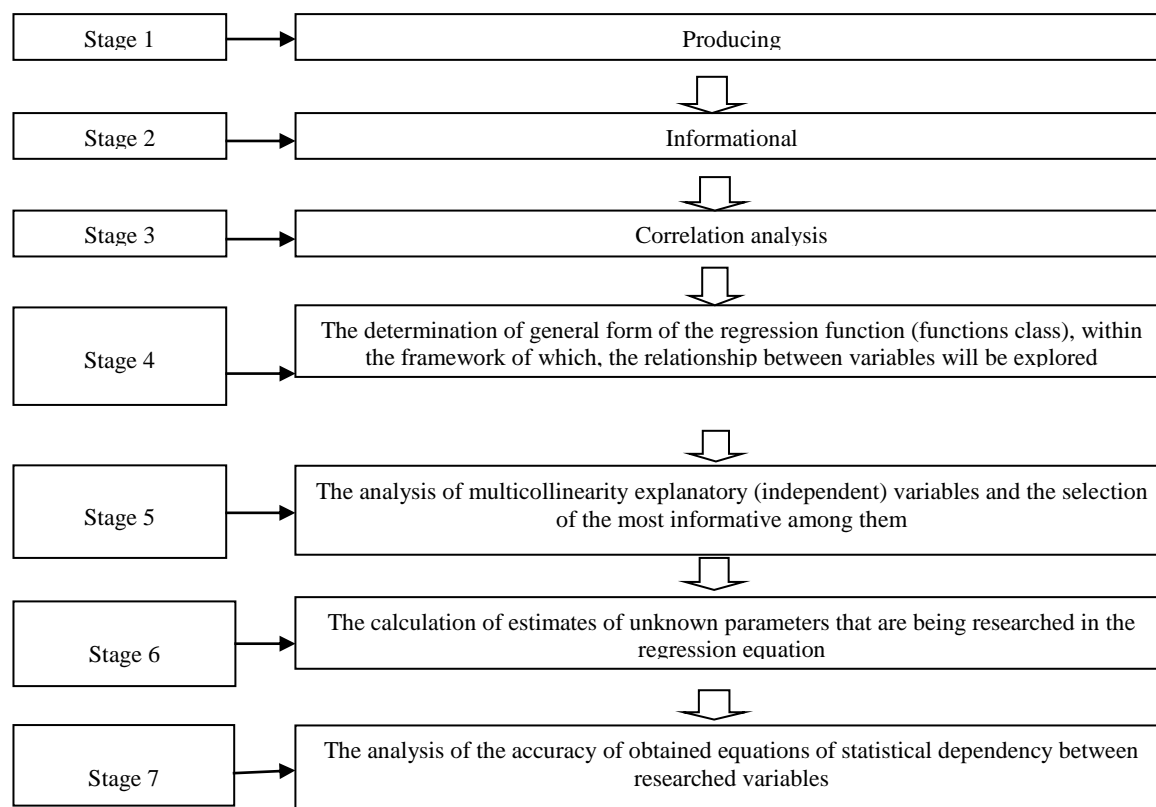 Stage 1
Producing
Stage 2
Informational
Stage 3
Correlation analysis
Stage 4
The determination of general form of the regression function (functions class), within
the framework of which, the relationship between variables will be explored
Stage 5
The analysis of multicollinearity explanatory (independent) variables and the selection
of the most informative among them
Stage 6
The calculation of estimates of unknown parameters that are being researched in the
regression equation
Stage 7
The analysis of the accuracy of obtained equations of statistical dependency between
researched variables